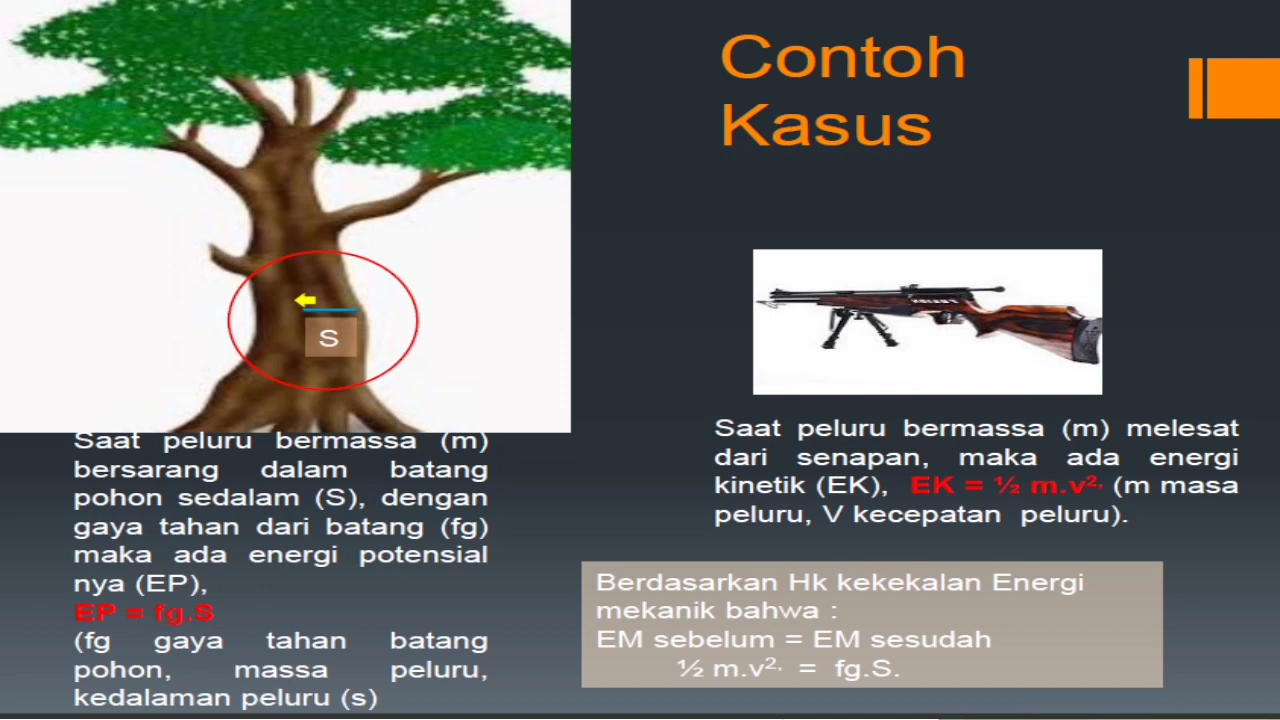 Contoh
Kasus
S
Saat peluru bermassa (m)
bersarang dalam batang
pohon sedalam (S), dengan
gaya tahan dari batang (fg)
maka ada energi potensial
nya (EP),
EP = fg.S
(fg gaya tahan batang
pohon, massa peluru,
kedalaman peluru (s)
Saat peluru bermassa (m) melesat
dari senapan, maka ada energi
kinetik (EK), EK = ½ m.v². (m masa
peluru, V kecepatan peluru).
Berdasarkan Hk kekekalan Energi
mekanik bahwa :
EM sebelum = EM sesudah
½ m.v². = fg.S.